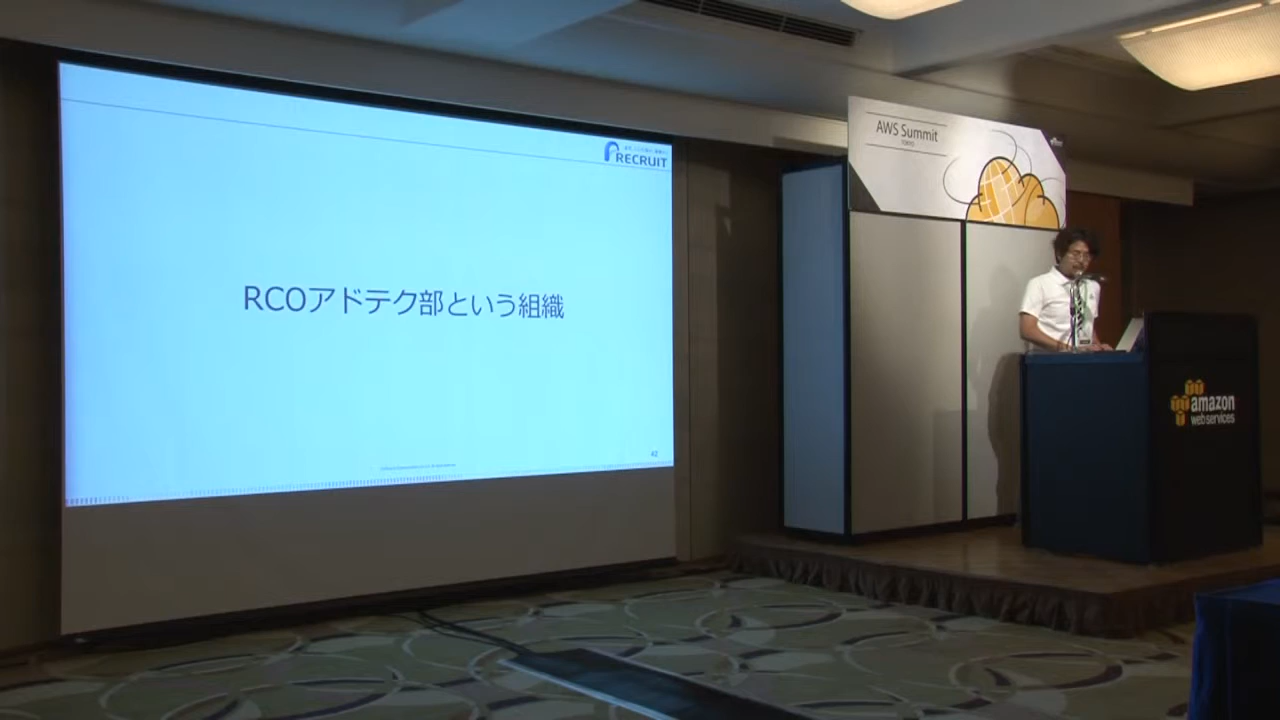 RECRUIT
RCOアドテク部という組織
42
AWS Summit
TOKYO
amazon
web services